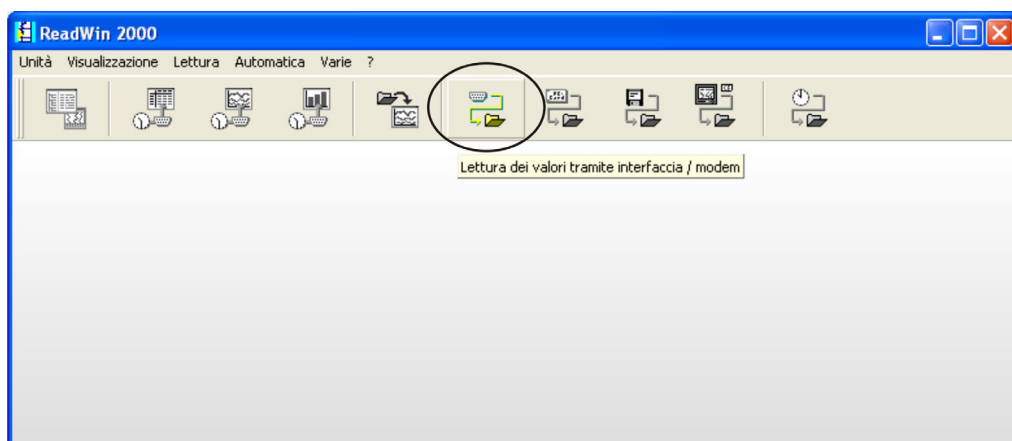 ReadWin 2000
Unità Visualizzazione Lettura Automatica Varie ?
Lettura dei valori tramite interfaccia / modem